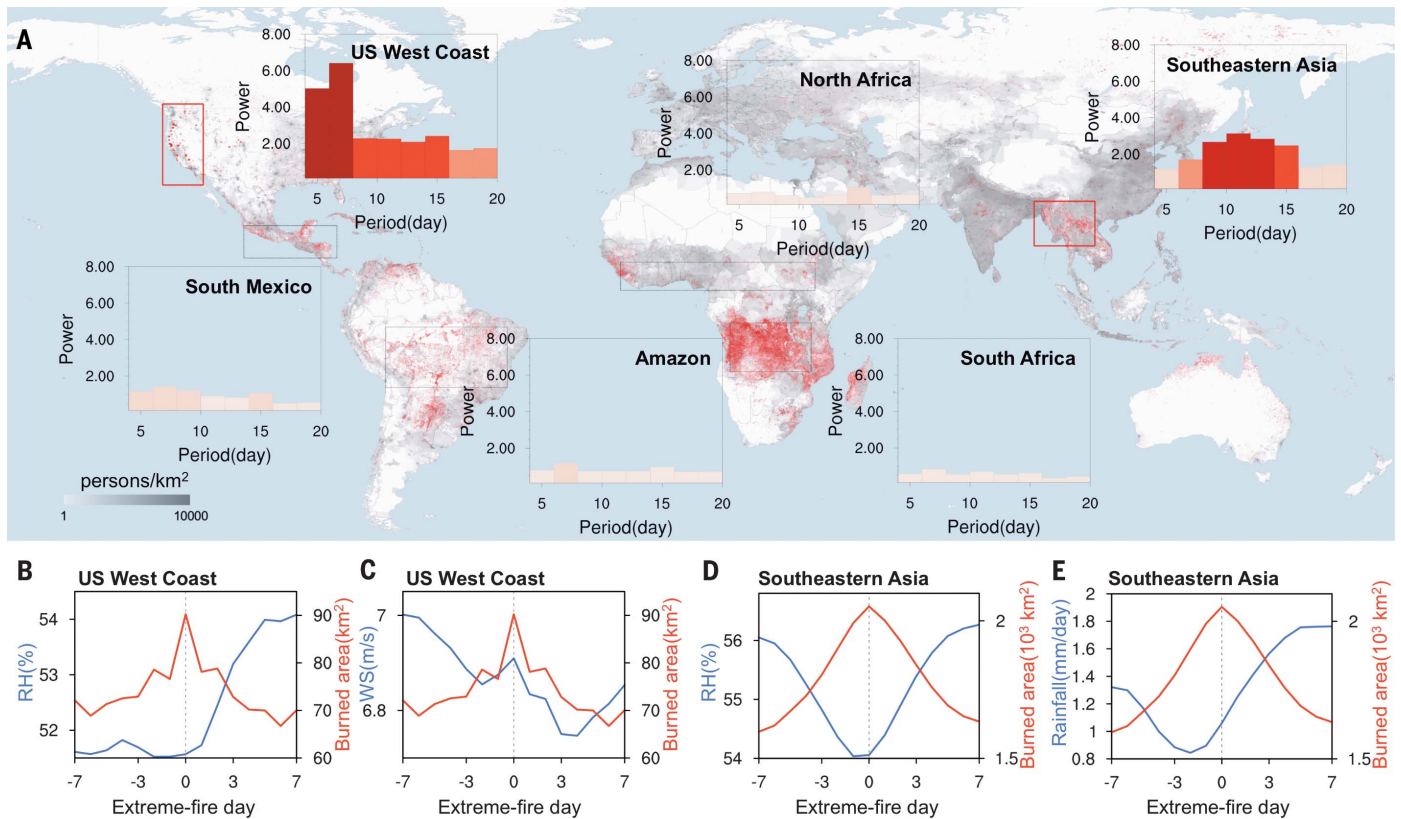 A
US West Coast
8.00
6.00
4.00
2.00
Power
5 10 15 20
Period(day)
North Africa
8.00
6.00
4.00
2.00
Power
5 10 15 20
Period(day)
Southeastern Asia
8.00
6.00
4.00
2.00
Power
5 10 15 20
Period(day)
South Mexico
8.00
6.00
4.00
2.00
Power
5 10 15 20
Period(day)
Amazon
8.00
6.00
4.00
2.00
Power
5 10 15 20
Period(day)
South Africa
8.00
6.00
4.00
2.00
Power
5 10 15 20
Period(day)
persons/km²
1 10000
B
US West Coast
RH(%)
54
53
52
Burned area(km²)
90
80
70
60
-7 -3 0 3 7
Extreme-fire day
C
US West Coast
WS(m/s)
7
6.8
Burned area(km²)
90
80
70
60
-7 -3 0 3 7
Extreme-fire day
D
Southeastern Asia
RH(%)
56
55
54
Burned area(10³ km²)
2
1.5
-7 -3 0 3 7
Extreme-fire day
E
Southeastern Asia
Rainfall(mm/day)
2
1.8
1.6
1.4
1.2
1
0.8
Burned area(10³ km²)
2
1.5
-7 -3 0 3 7
Extreme-fire day